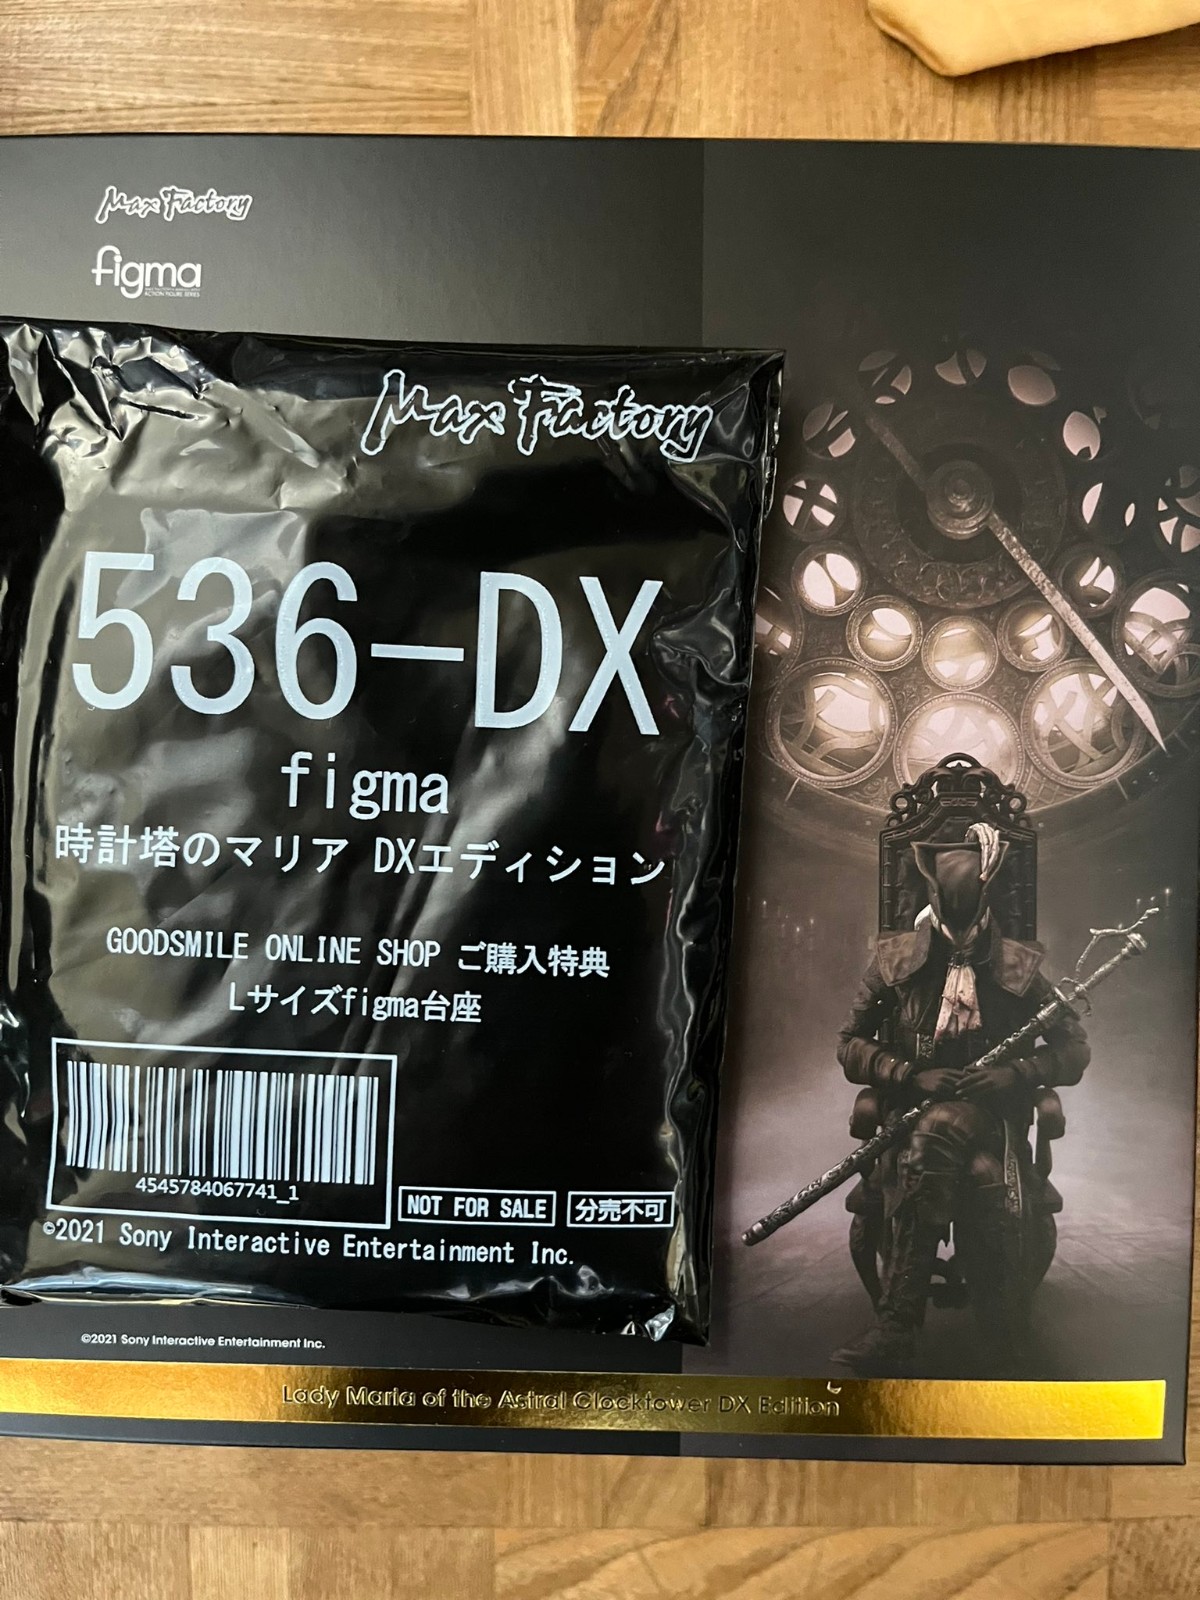 Max Factory
figma
Max Factory
536-DX
figma
時計塔のマリア DXエディション
GOODSMILE ONLINE SHOP ご購入特典
Lサイズfigma台座
4545784067741_1
NOT FOR SALE
分売不可
©2021 Sony Interactive Entertainment Inc.
©2021 Sony Interactive Entertainment Inc.
Lady Maria of the Astral Clocktower DX Edition